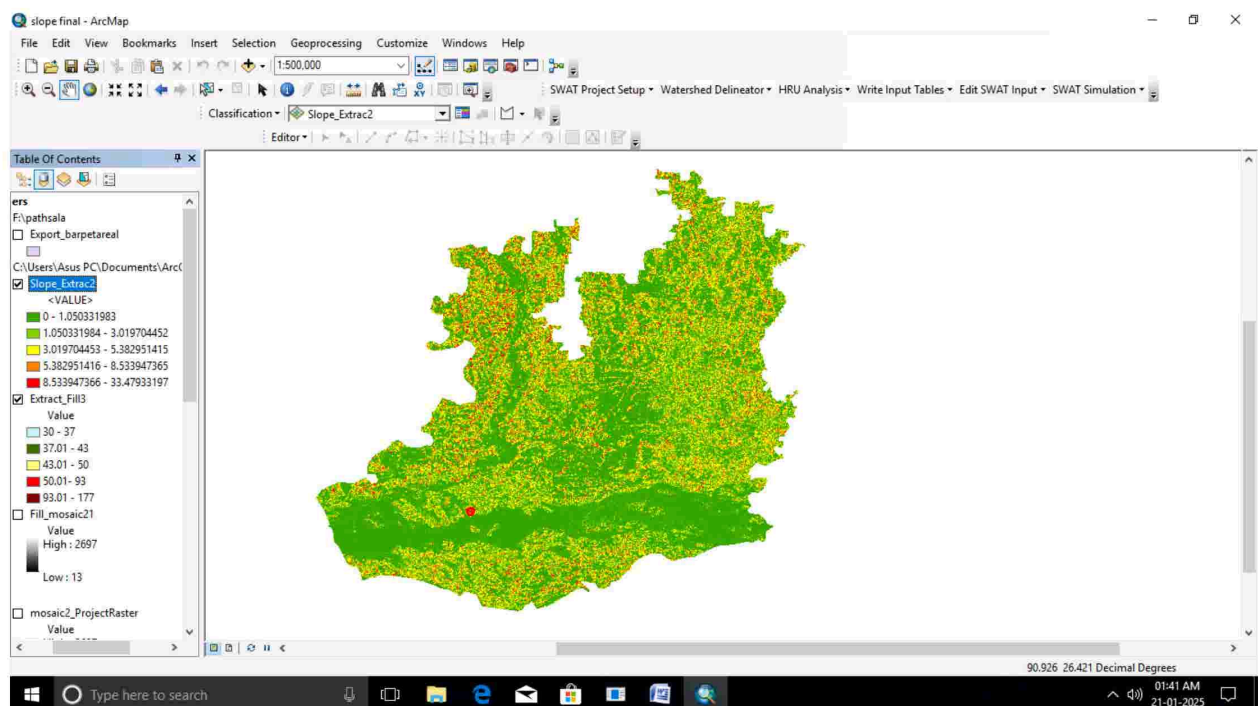 slope final - ArcMap
File Edit View Bookmarks Insert Selection Geoprocessing Customize Windows Help
1:500,000
SWAT Project Setup Watershed Delineator HRU Analysis Write Input Tables Edit SWAT Input SWAT Simulation
Classification Slope_Extrac2
Editor
Table Of Contents
ers
F:\pathsala
Export_barpetareal
C:\Users\Asus PC\Documents\Arc
Slope_Extrac2
<VALUE>
0 - 1.050331983
1.050331984 - 3.019704452
3.019704453 - 5.382951415
5.382951416 - 8.533947365
8.533947366 - 33.47933197
Extract_Fill3
Value
30 - 37
37.01 - 43
43.01 - 50
50.01- 93
93.01 - 177
Fill_mosaic21
Value
High : 2697
Low : 13
mosaic2_ProjectRaster
Value
90.926 26.421 Decimal Degrees
Type here to search
01:41 AM
21-01-2025